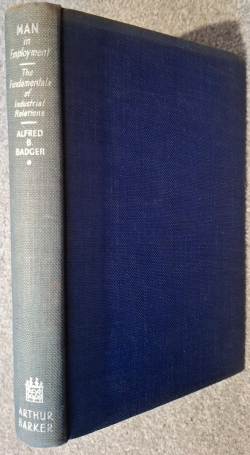 MAN
in
Employment
The
Fundamentals
of
Industrial
Relations
ALFRED
B
BADGER
ARTHUR
BARKER